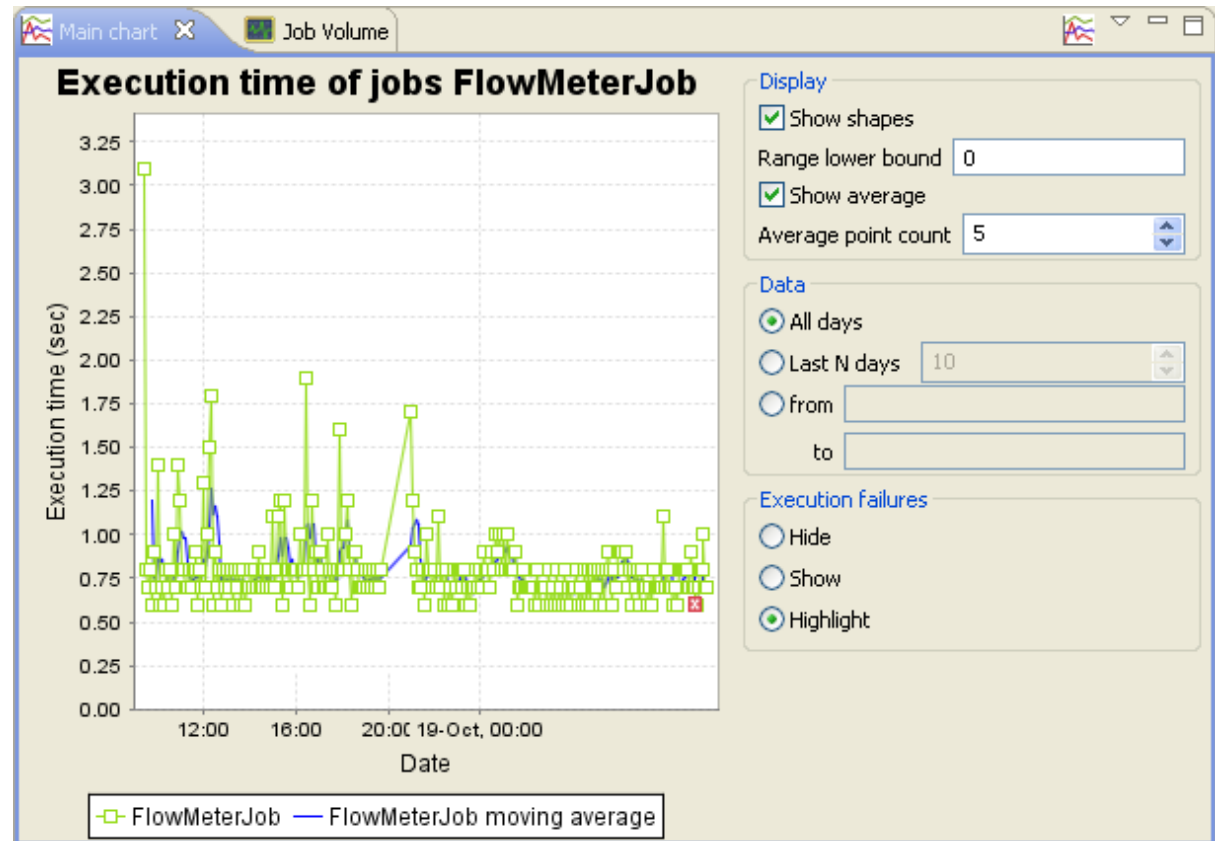 Main chart
Job Volume
Execution time of jobs FlowMeterJob
3.25
3.00
2.75
2.50
2.25
2.00
1.75
1.50
1.25
1.00
0.75
0.50
0.25
0.00
Execution time (sec)
12:00 16:00 20:00 19-Oct, 00:00
Date
FlowMeterJob FlowMeterJob moving average
Display
Show shapes
Range lower bound 0
Show average
Average point count 5
Data
All days
Last N days 10
from
to
Execution failures
Hide
Show
Highlight